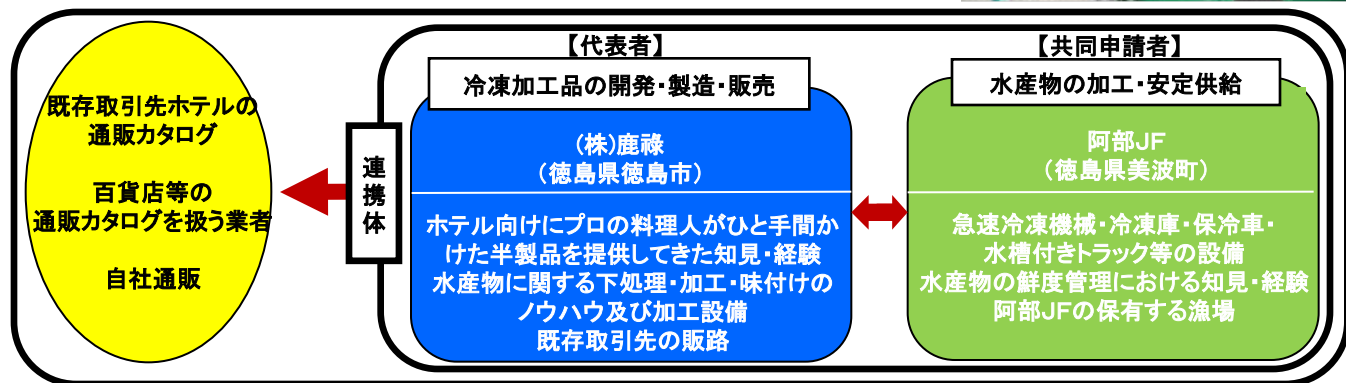 既存取引先ホテルの
通販カタログ
百貨店等の
通販カタログを扱う業者
自社通販
連携体
【代表者】
冷凍加工品の開発・製造・販売
(株)鹿祿
(徳島県徳島市)
ホテル向けにプロの料理人がひと手間か
けた半製品を提供してきた知見・経験
水産物に関する下処理・加工・味付けの
ノウハウ及び加工設備
既存取引先の販路
【共同申請者】
水産物の加工・安定供給
阿部JF
(徳島県美波町)
急速冷凍機械・冷凍庫・保冷車・
水槽付きトラック等の設備
水産物の鮮度管理における知見・経験
阿部JFの保有する漁場